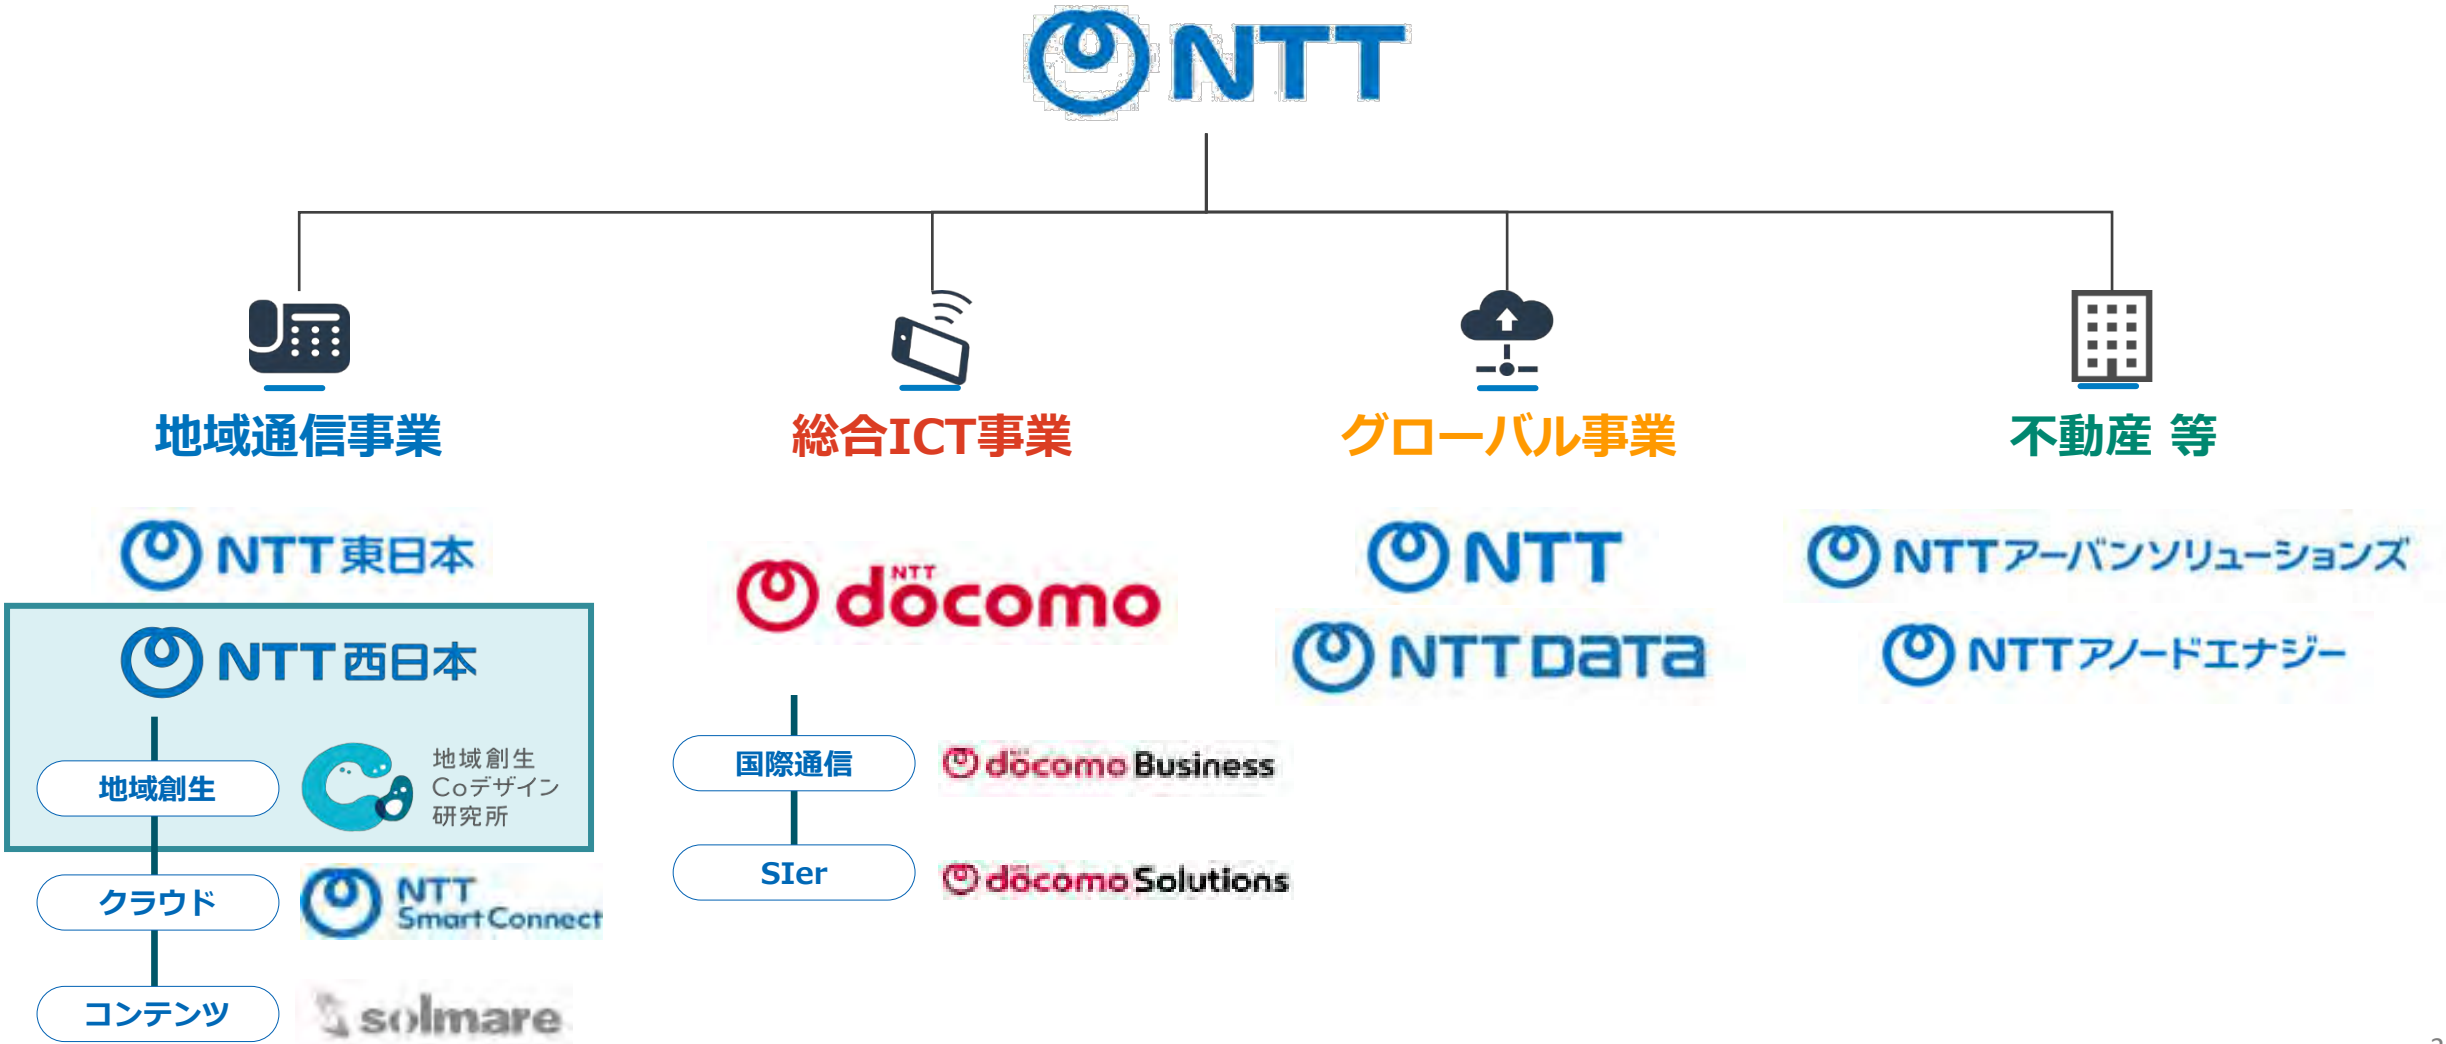 NTT
地域通信事業
総合ICT事業
グローバル事業
不動産 等
NTT東日本
NTT西日本
地域創生
地域創生
Coデザイン
研究所
クラウド
NTT
SmartConnect
コンテンツ
solmare
NTT
docomo
国際通信
docomo Business
SIer
docomo Solutions
NTT
NTT DATA
NTTアーバンソリューションズ
NTTアノードエナジー